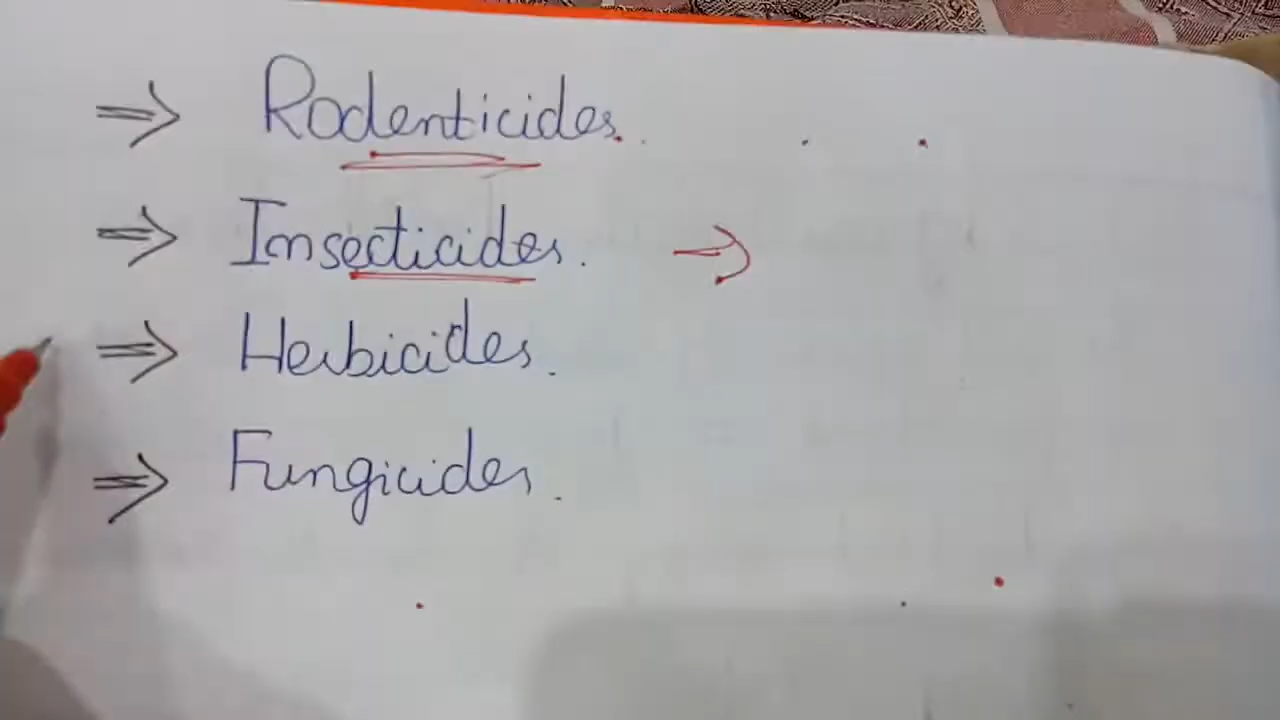 ⇒ Rodenticides.
⇒ Insecticides. →
⇒ Herbicides.
⇒ Fungicides.